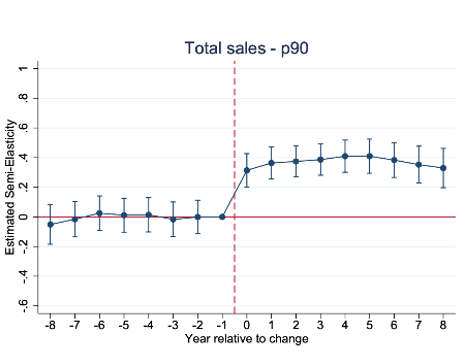 Total sales - p90
Estimated Semi-Elasticity
1
.8
.6
.4
.2
0
-.2
-.4
-.6
-8 -7 -6 -5 -4 -3 -2 -1 0 1 2 3 4 5 6 7 8
Year relative to change